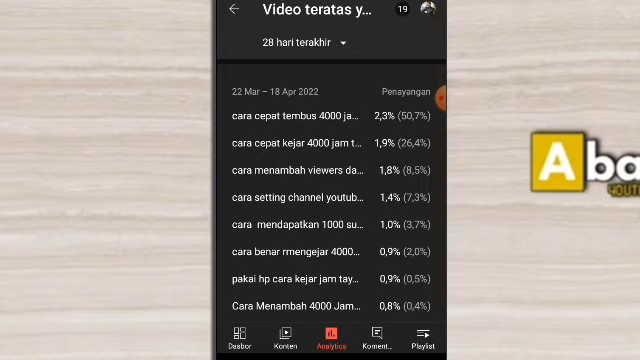 Video teratas y... 19
28 hari terakhir
22 Mar – 18 Apr 2022 Penayangan
cara cepat tembus 4000 ja... 2,3% (50,7%)
cara cepat kejar 4000 jam t... 1,9% (26,4%)
cara menambah viewers da... 1,8% (8,5%)
cara setting channel youtub... 1,4% (7,3%)
cara mendapatkan 1000 su... 1,0% (3,7%)
cara benar rmengejar 4000... 0,9% (2,0%)
pakai hp cara kejar jam tay... 0,9% (0,5%)
Cara Menambah 4000 Jam... 0,8% (0,4%)
Dasbor Konten Analytics Koment... Playlist
Aba
YOUT